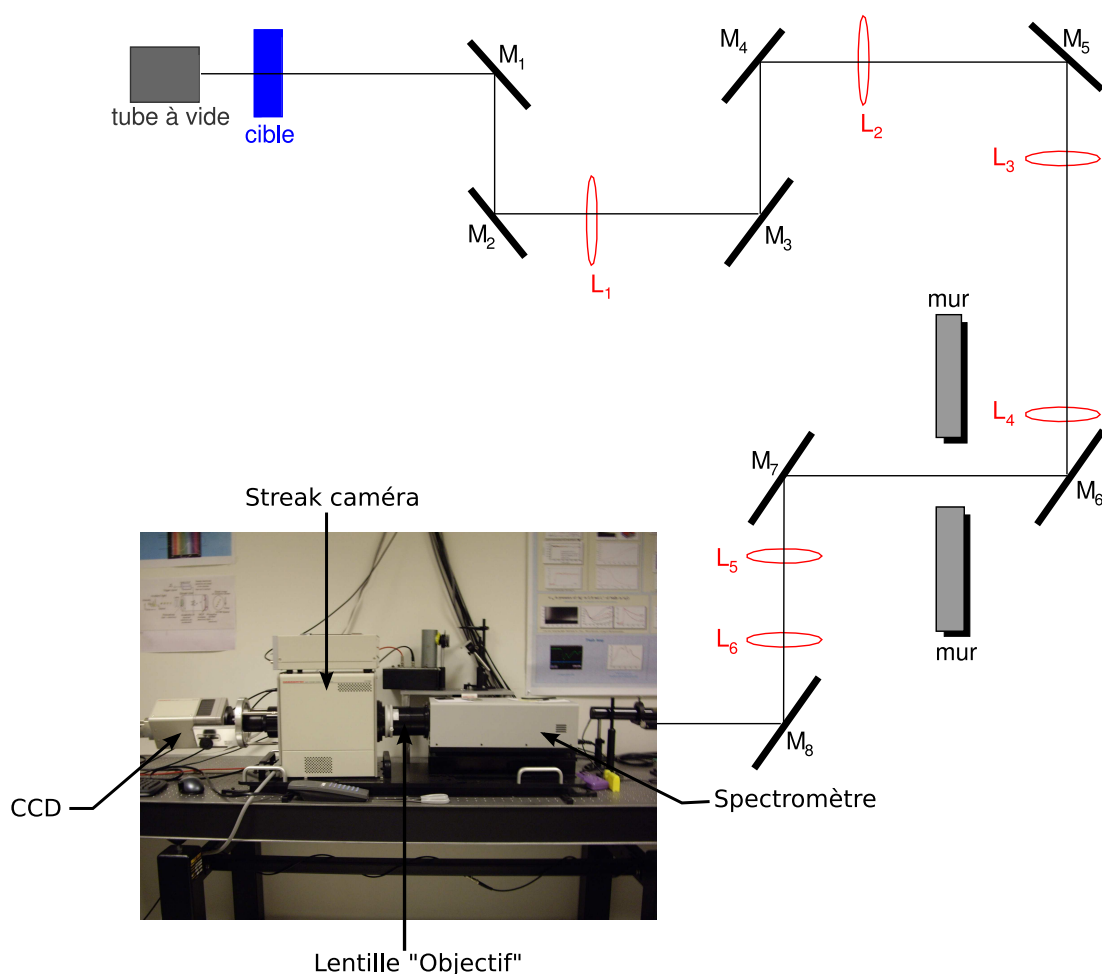 tube à vide
cible
M1
M2
L1
M3
M4
L2
M5
L3
mur
L4
M6
M7
L5
mur
L6
M8
Streak caméra
CCD
Spectromètre
Lentille "Objectif"